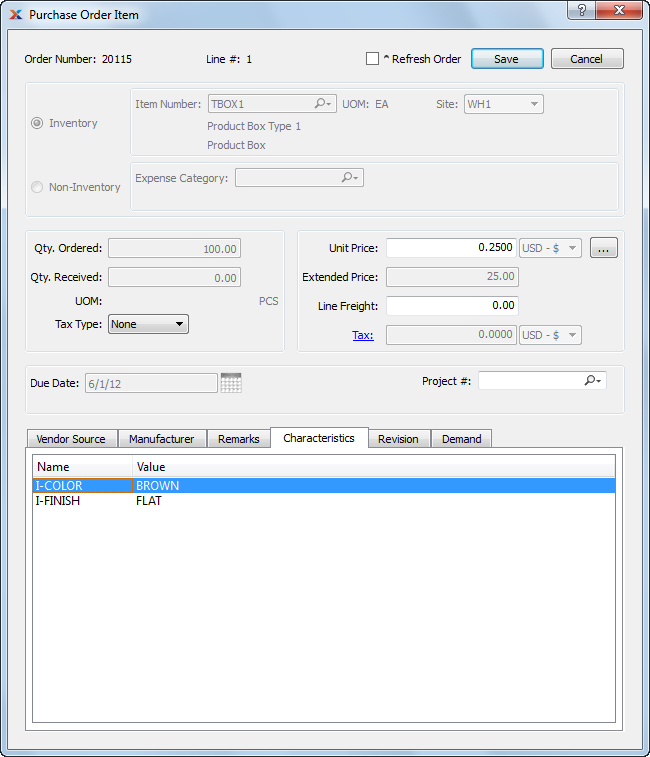 Purchase Order Item
?
Order Number: 20115 Line #: 1 ^ Refresh Order Save Cancel
Inventory
Item Number: TBOX1 UOM: EA Site: WH1
Product Box Type 1
Product Box
Non-Inventory
Expense Category:
Qty. Ordered: 100.00
Qty. Received: 0.00
UOM: PCS
Tax Type: None
Unit Price: 0.2500 USD - $ ...
Extended Price: 25.00
Line Freight: 0.00
Tax: 0.0000 USD - $
Due Date: 6/1/12 Project #:
Vendor Source Manufacturer Remarks Characteristics Revision Demand
Name Value
I-COLOR BROWN
I-FINISH FLAT